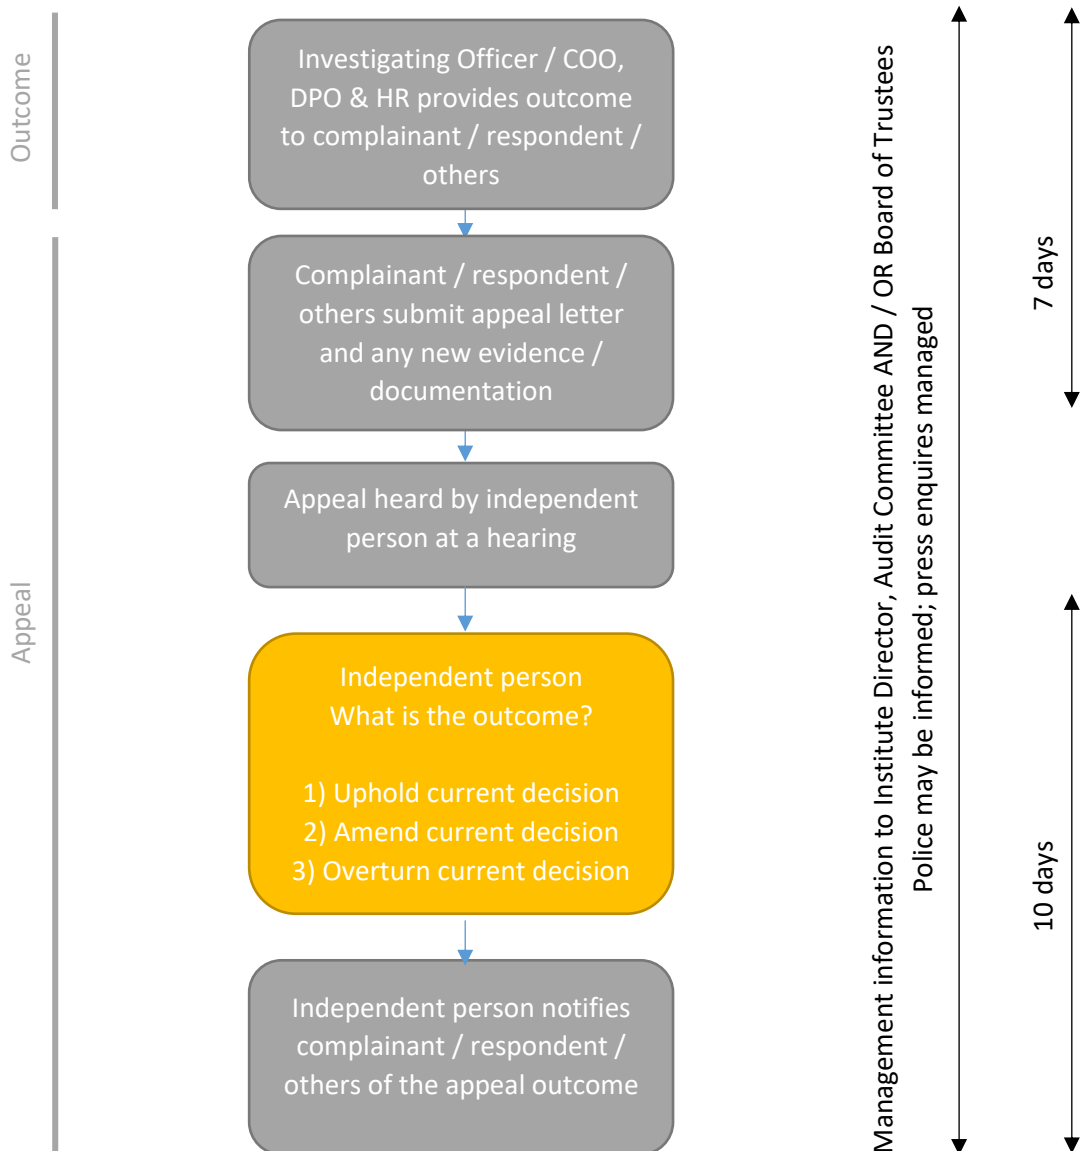 Outcome
Investigating Officer / COO,
DPO & HR provides outcome
to complainant / respondent /
others
Appeal
Complainant / respondent /
others submit appeal letter
and any new evidence /
documentation
Appeal heard by independent
person at a hearing
Independent person
What is the outcome?
1) Uphold current decision
2) Amend current decision
3) Overturn current decision
Independent person notifies
complainant / respondent /
others of the appeal outcome
Management information to Institute Director, Audit Committee AND / OR Board of Trustees
Police may be informed; press enquires managed
7 days
10 days